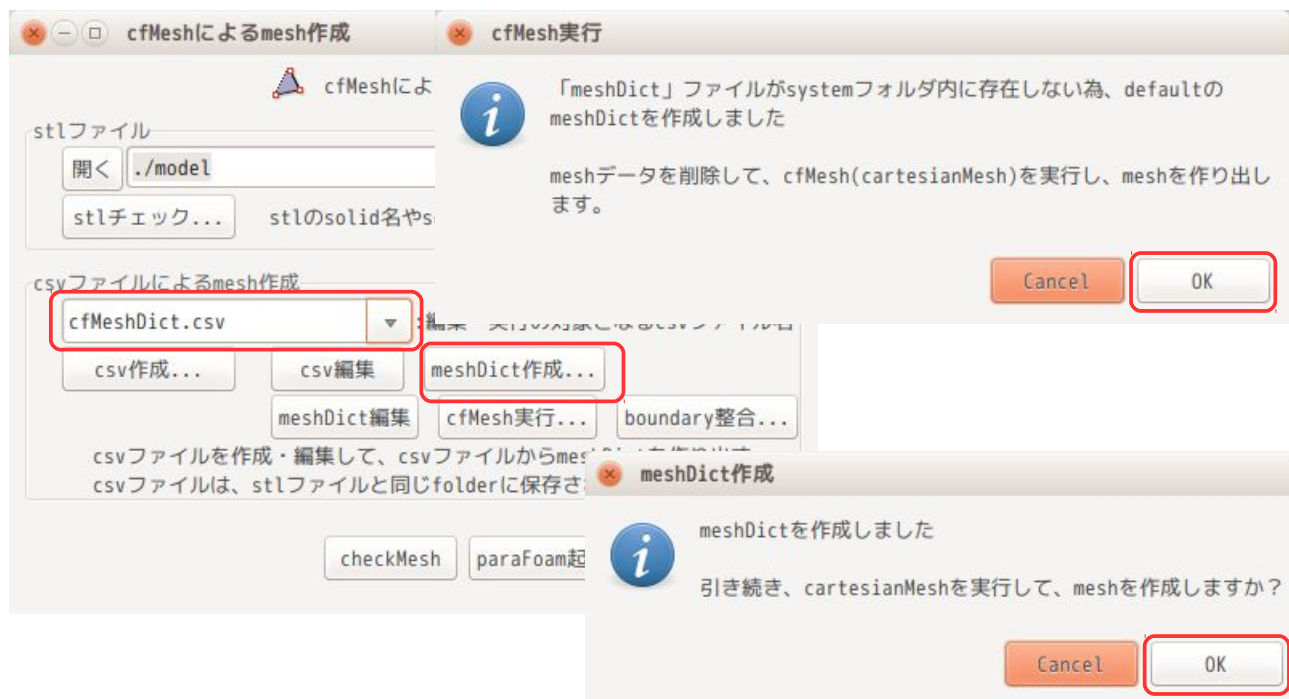 cfMeshによるmesh作成
cfMeshによ
stlファイル
開く
./model
stlチェック...
stlのsolid名やs
csvファイルによるmesh作成
cfMeshDict.csv
:編集・実行の対象となるcsvファイル名
csv作成...
csv編集
meshDict作成...
meshDict編集
cfMesh実行...
boundary整合...
csvファイルを作成・編集して、csvファイルからmeshDictを作り出す
csvファイルは、stlファイルと同じfolderに保存さ
checkMesh
paraFoam起
cfMesh実行
「meshDict」ファイルがsystemフォルダ内に存在しない為、defaultの
meshDictを作成しました
meshデータを削除して、cfMesh(cartesianMesh)を実行し、meshを作り出し
ます。
Cancel
OK
meshDict作成
meshDictを作成しました
引き続き、cartesianMeshを実行して、meshを作成しますか？
Cancel
OK